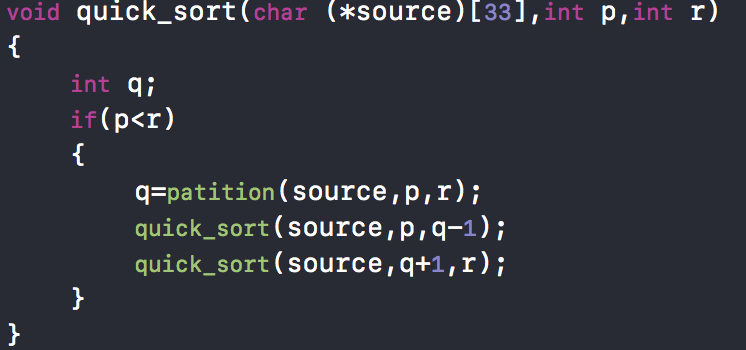 void quick_sort(char (*source)[33],int p,int r)
{
int q;
if(p<r)
{
q=patition(source,p,r);
quick_sort(source,p,q-1);
quick_sort(source,q+1,r);
}
}